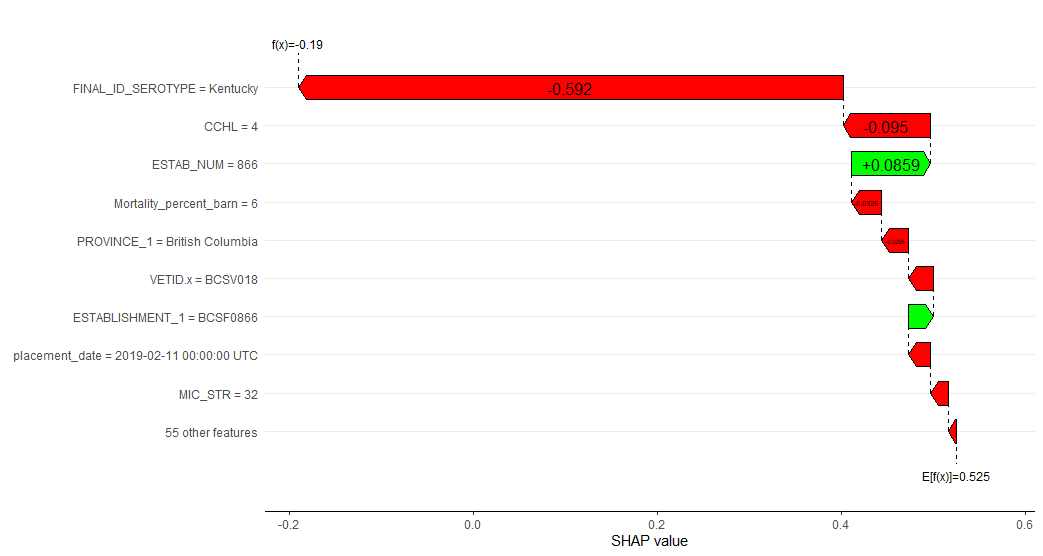 f(x)=-0.19
FINAL_ID_SEROTYPE = Kentucky
-0.592
CCHL = 4
-0.095
ESTAB_NUM = 866
+0.0859
Mortality_percent_barn = 6
PROVINCE_1 = British Columbia
VETID.x = BCSV018
ESTABLISHMENT_1 = BCSF0866
placement_date = 2019-02-11 00:00:00 UTC
MIC_STR = 32
55 other features
E[f(x)]=0.525
-0.2 0.0 0.2 0.4 0.6
SHAP value